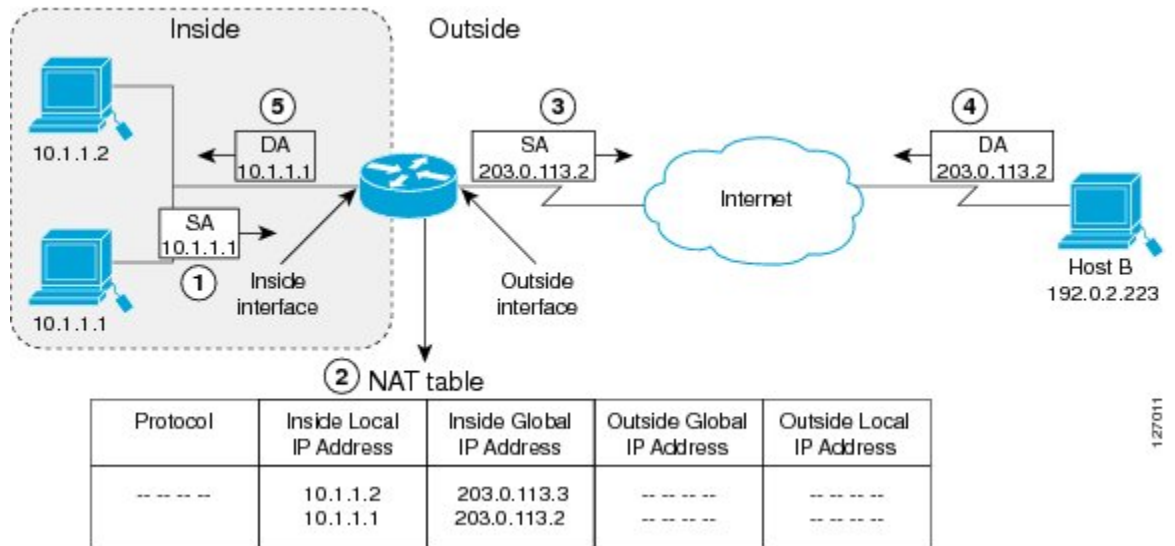 Inside
Outside
10.1.1.2
5
DA
10.1.1.1
3
SA
203.0.113.2
4
DA
203.0.113.2
Internet
SA
10.1.1.1
1
10.1.1.1
Inside
interface
Outside
interface
Host B
192.0.2.223
2 NAT table
Protocol
Inside Local
IP Address
Inside Global
IP Address
Outside Global
IP Address
Outside Local
IP Address
-- -- -- --
10.1.1.2
10.1.1.1
203.0.113.3
203.0.113.2
-- -- -- --
-- -- -- --
-- -- -- --
-- -- -- --
127011